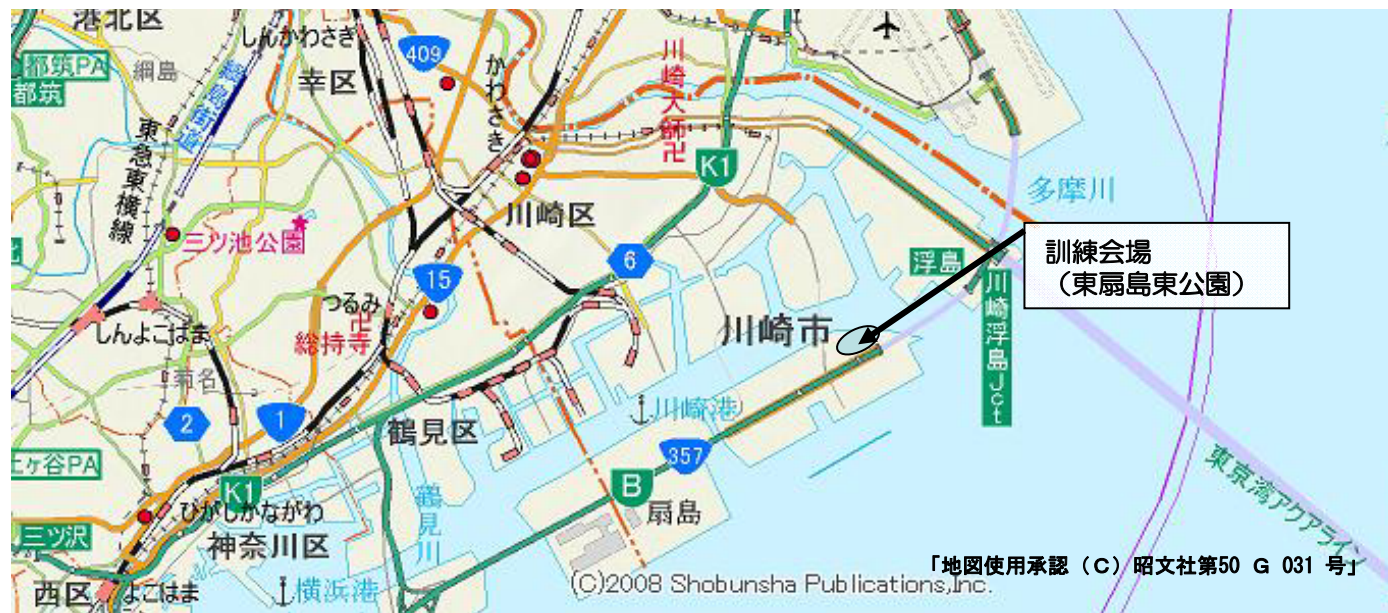 港北区
しんかわさき
都筑PA
都筑
綱島
綱島街道
幸区
409
かわさき
川崎大師卍
東急東横線
K1
多摩川
三ツ池公園
川崎区
訓練会場
(東扇島東公園)
6
15
浮島
川崎浮島Jct
つるみ
卍
総持寺
川崎市
しんよこはま
菊名
2
1
鶴見区
川崎港
357
K1
B
扇島
東京湾アクアライン
ひがしかながわ
鶴見川
三ツ沢
神奈川区
西区
よこはま
横浜港
(C)2008 Shobunsha Publications,Inc.
「地図使用承認(C)昭文社第50 G 031 号」